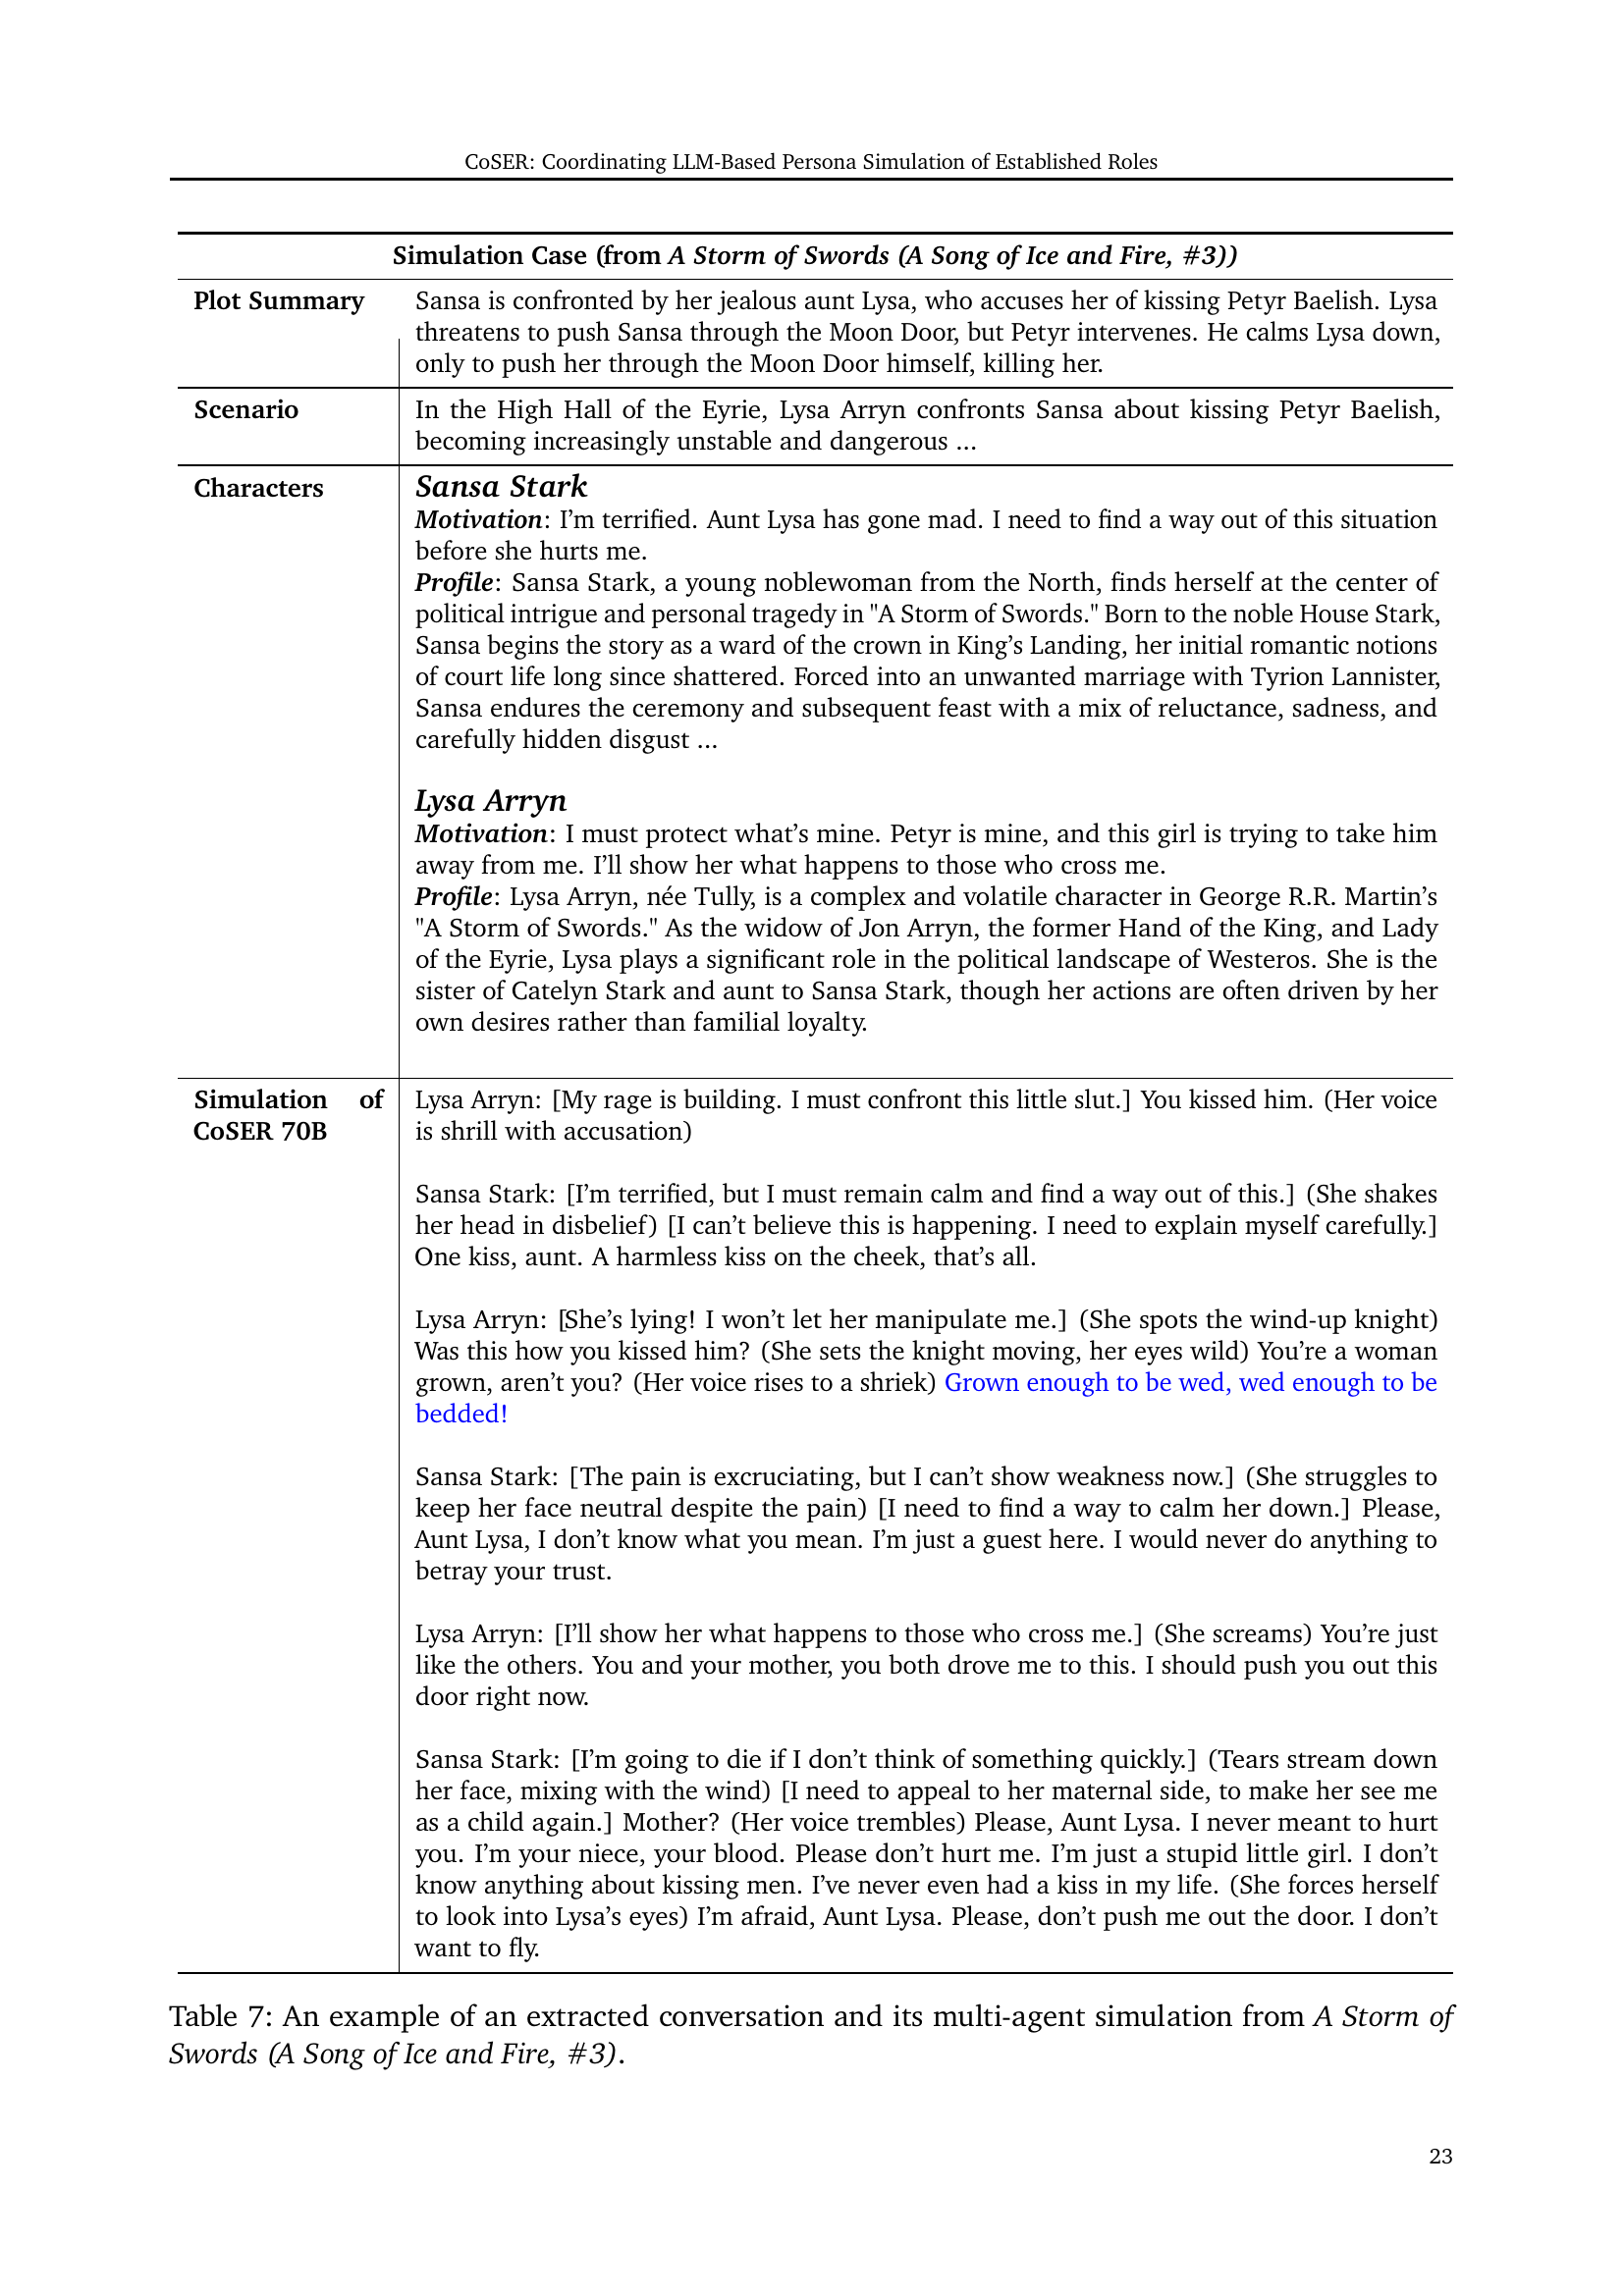 CoSER: Coordinating LLM-Based Persona Simulation of Established Roles
Simulation Case (from A Storm of Swords (A Song of Ice and Fire, #3))
Plot Summary
Sansa is confronted by her jealous aunt Lysa, who accuses her of kissing Petyr Baelish. Lysa
threatens to push Sansa through the Moon Door, but Petyr intervenes. He calms Lysa down,
only to push her through the Moon Door himself, killing her.
Scenario
In the High Hall of the Eyrie, Lysa Arryn confronts Sansa about kissing Petyr Baelish,
becoming increasingly unstable and dangerous ...
Characters
Sansa Stark
Motivation: I'm terrified. Aunt Lysa has gone mad. I need to find a way out of this situation
before she hurts me.
Profile: Sansa Stark, a young noblewoman from the North, finds herself at the center of
political intrigue and personal tragedy in "A Storm of Swords." Born to the noble House Stark,
Sansa begins the story as a ward of the crown in King's Landing, her initial romantic notions
of court life long since shattered. Forced into an unwanted marriage with Tyrion Lannister,
Sansa endures the ceremony and subsequent feast with a mix of reluctance, sadness, and
carefully hidden disgust ...
Lysa Arryn
Motivation: I must protect what's mine. Petyr is mine, and this girl is trying to take him
away from me. I'll show her what happens to those who cross me.
Profile: Lysa Arryn, née Tully, is a complex and volatile character in George R.R. Martin's
"A Storm of Swords." As the widow of Jon Arryn, the former Hand of the King, and Lady
of the Eyrie, Lysa plays a significant role in the political landscape of Westeros. She is the
sister of Catelyn Stark and aunt to Sansa Stark, though her actions are often driven by her
own desires rather than familial loyalty.
Simulation of
CoSER 70B
Lysa Arryn: [My rage is building. I must confront this little slut.] You kissed him. (Her voice
is shrill with accusation)
Sansa Stark: [I'm terrified, but I must remain calm and find a way out of this.] (She shakes
her head in disbelief) [I can't believe this is happening. I need to explain myself carefully.]
One kiss, aunt. A harmless kiss on the cheek, that's all.
Lysa Arryn: [She's lying! I won't let her manipulate me.] (She spots the wind-up knight)
Was this how you kissed him? (She sets the knight moving, her eyes wild) You're a woman
grown, aren't you? (Her voice rises to a shriek) Grown enough to be wed, wed enough to be
bedded!
Sansa Stark: [The pain is excruciating, but I can't show weakness now.] (She struggles to
keep her face neutral despite the pain) [I need to find a way to calm her down.] Please,
Aunt Lysa, I don't know what you mean. I'm just a guest here. I would never do anything to
betray your trust.
Lysa Arryn: [I'll show her what happens to those who cross me.] (She screams) You're just
like the others. You and your mother, you both drove me to this. I should push you out this
door right now.
Sansa Stark: [I'm going to die if I don't think of something quickly.] (Tears stream down
her face, mixing with the wind) [I need to appeal to her maternal side, to make her see me
as a child again.] Mother? (Her voice trembles) Please, Aunt Lysa. I never meant to hurt
you. I'm your niece, your blood. Please don't hurt me. I'm just a stupid little girl. I don't
know anything about kissing men. I've never even had a kiss in my life. (She forces herself
to look into Lysa's eyes) I'm afraid, Aunt Lysa. Please, don't push me out the door. I don't
want to fly.
Table 7: An example of an extracted conversation and its multi-agent simulation from A Storm of
Swords (A Song of Ice and Fire, #3).
23